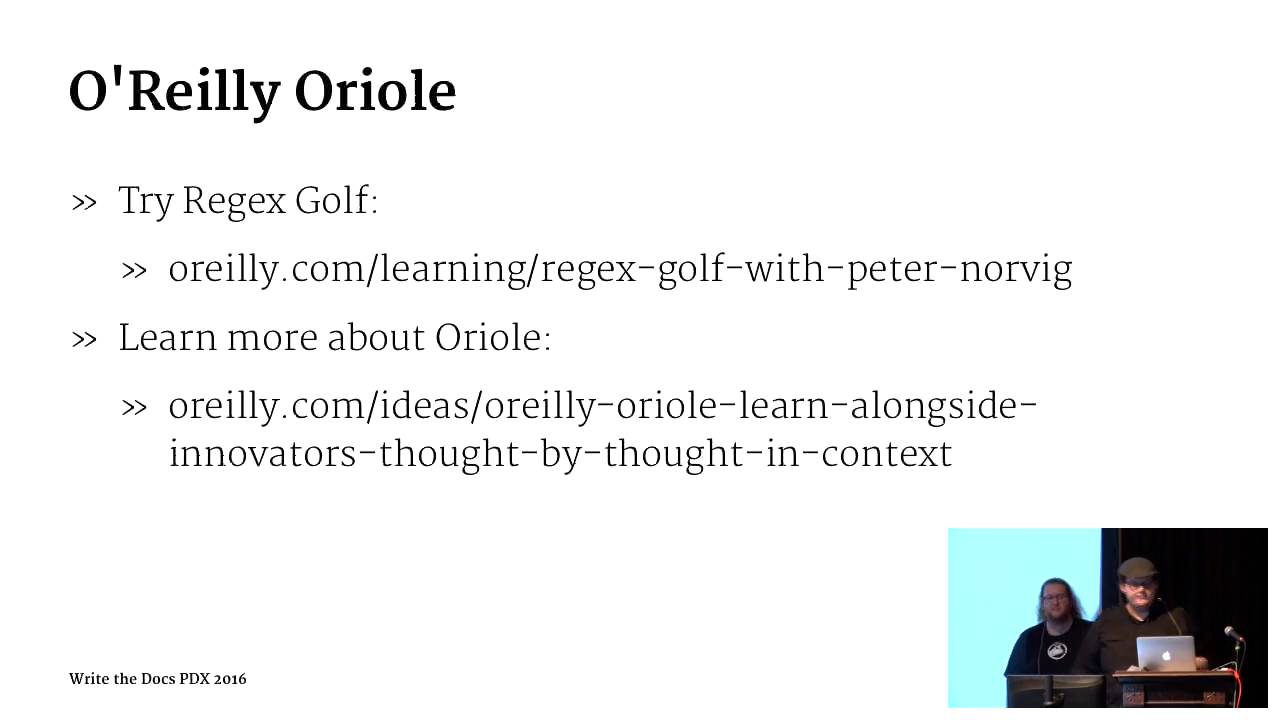 O'Reilly Oriole
» Try Regex Golf:
» oreilly.com/learning/regex-golf-with-peter-norvig
» Learn more about Oriole:
» oreilly.com/ideas/oreilly-oriole-learn-alongside-
innovators-thought-by-thought-in-context
Write the Docs PDX 2016